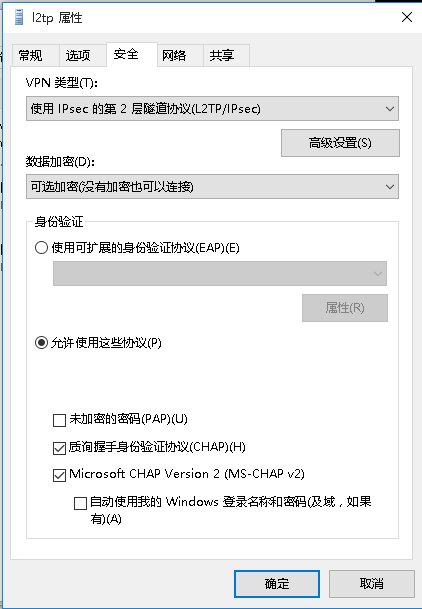 l2tp 属性
常规
选项
安全
网络
共享
VPN 类型(T):
使用 IPsec 的第 2 层隧道协议(L2TP/IPsec)
高级设置(S)
数据加密(D):
可选加密(没有加密也可以连接)
身份验证
使用可扩展的身份验证协议(EAP)(E)
属性(R)
允许使用这些协议(P)
未加密的密码(PAP)(U)
质询握手身份验证协议(CHAP)(H)
Microsoft CHAP Version 2 (MS-CHAP v2)
自动使用我的 Windows 登录名称和密码(及域，如果
有)(A)
确定
取消